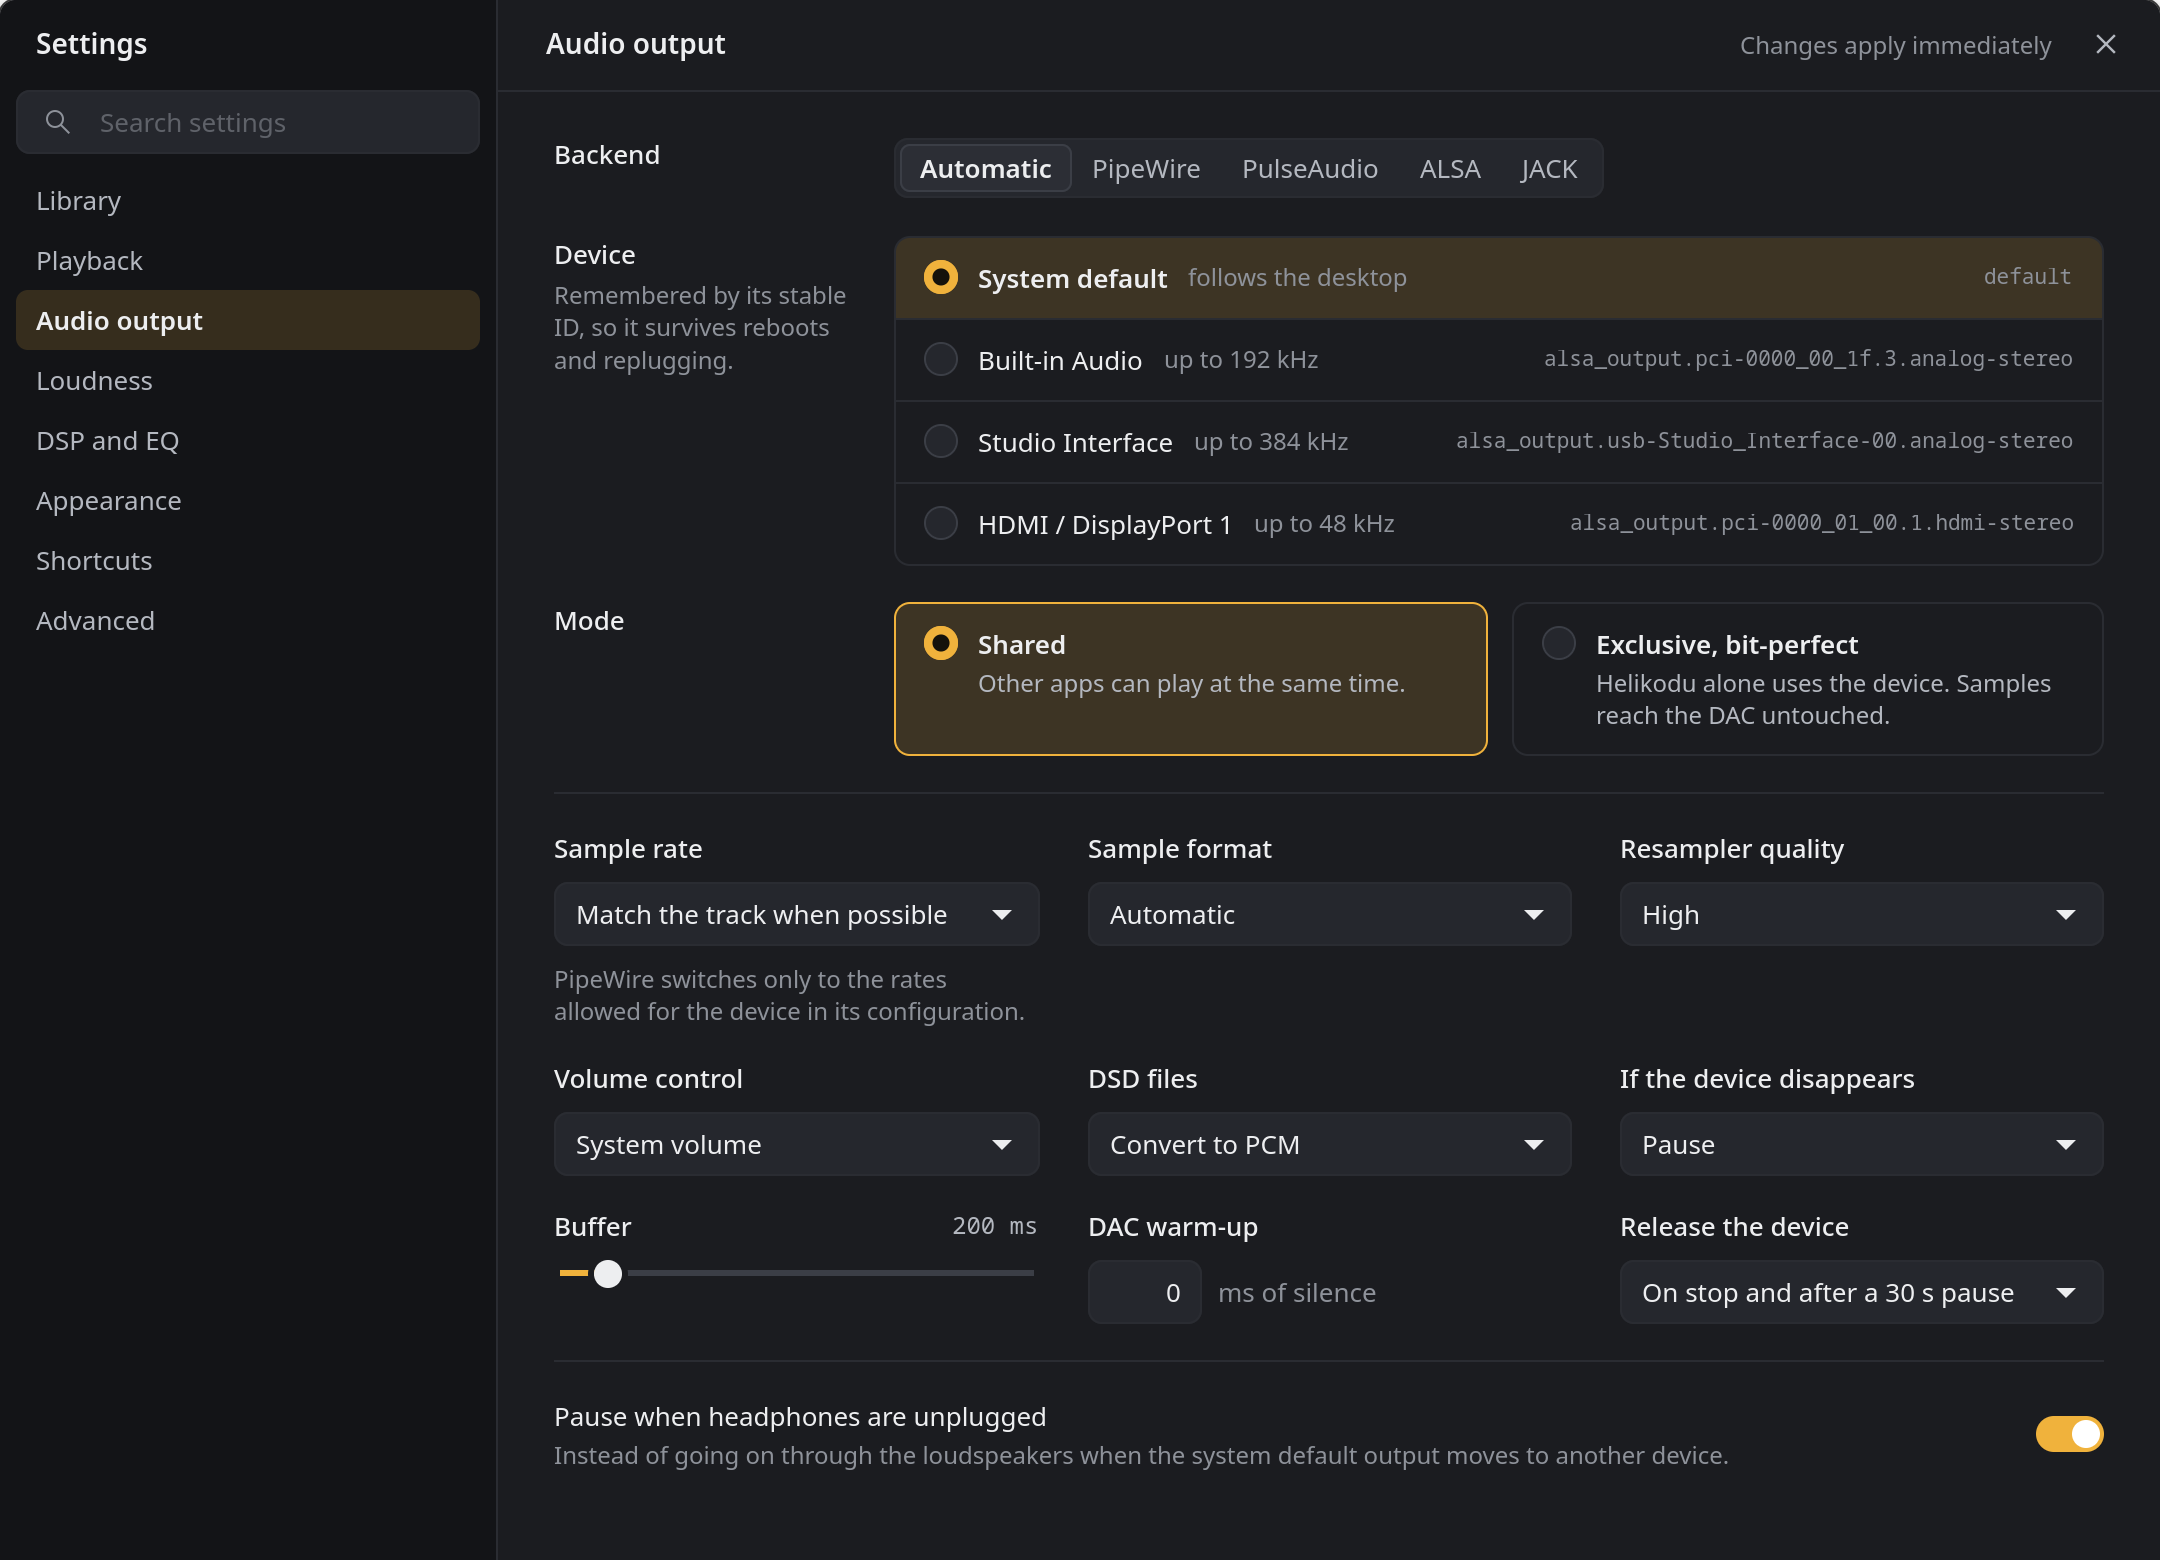 Settings
Search settings
Library
Playback
Audio output
Loudness
DSP and EQ
Appearance
Shortcuts
Advanced
Audio output
Changes apply immediately
Backend
Automatic PipeWire PulseAudio ALSA JACK
Device
Remembered by its stable
ID, so it survives reboots
and replugging.
System default follows the desktop default
Built-in Audio up to 192 kHz alsa_output.pci-0000_00_1f.3.analog-stereo
Studio Interface up to 384 kHz alsa_output.usb-Studio_Interface-00.analog-stereo
HDMI / DisplayPort 1 up to 48 kHz alsa_output.pci-0000_01_00.1.hdmi-stereo
Mode
Shared
Other apps can play at the same time.
Exclusive, bit-perfect
Helikodu alone uses the device. Samples
reach the DAC untouched.
Sample rate
Match the track when possible
PipeWire switches only to the rates
allowed for the device in its configuration.
Sample format
Automatic
Resampler quality
High
Volume control
System volume
DSD files
Convert to PCM
If the device disappears
Pause
Buffer 200 ms
DAC warm-up
0 ms of silence
Release the device
On stop and after a 30 s pause
Pause when headphones are unplugged
Instead of going on through the loudspeakers when the system default output moves to another device.